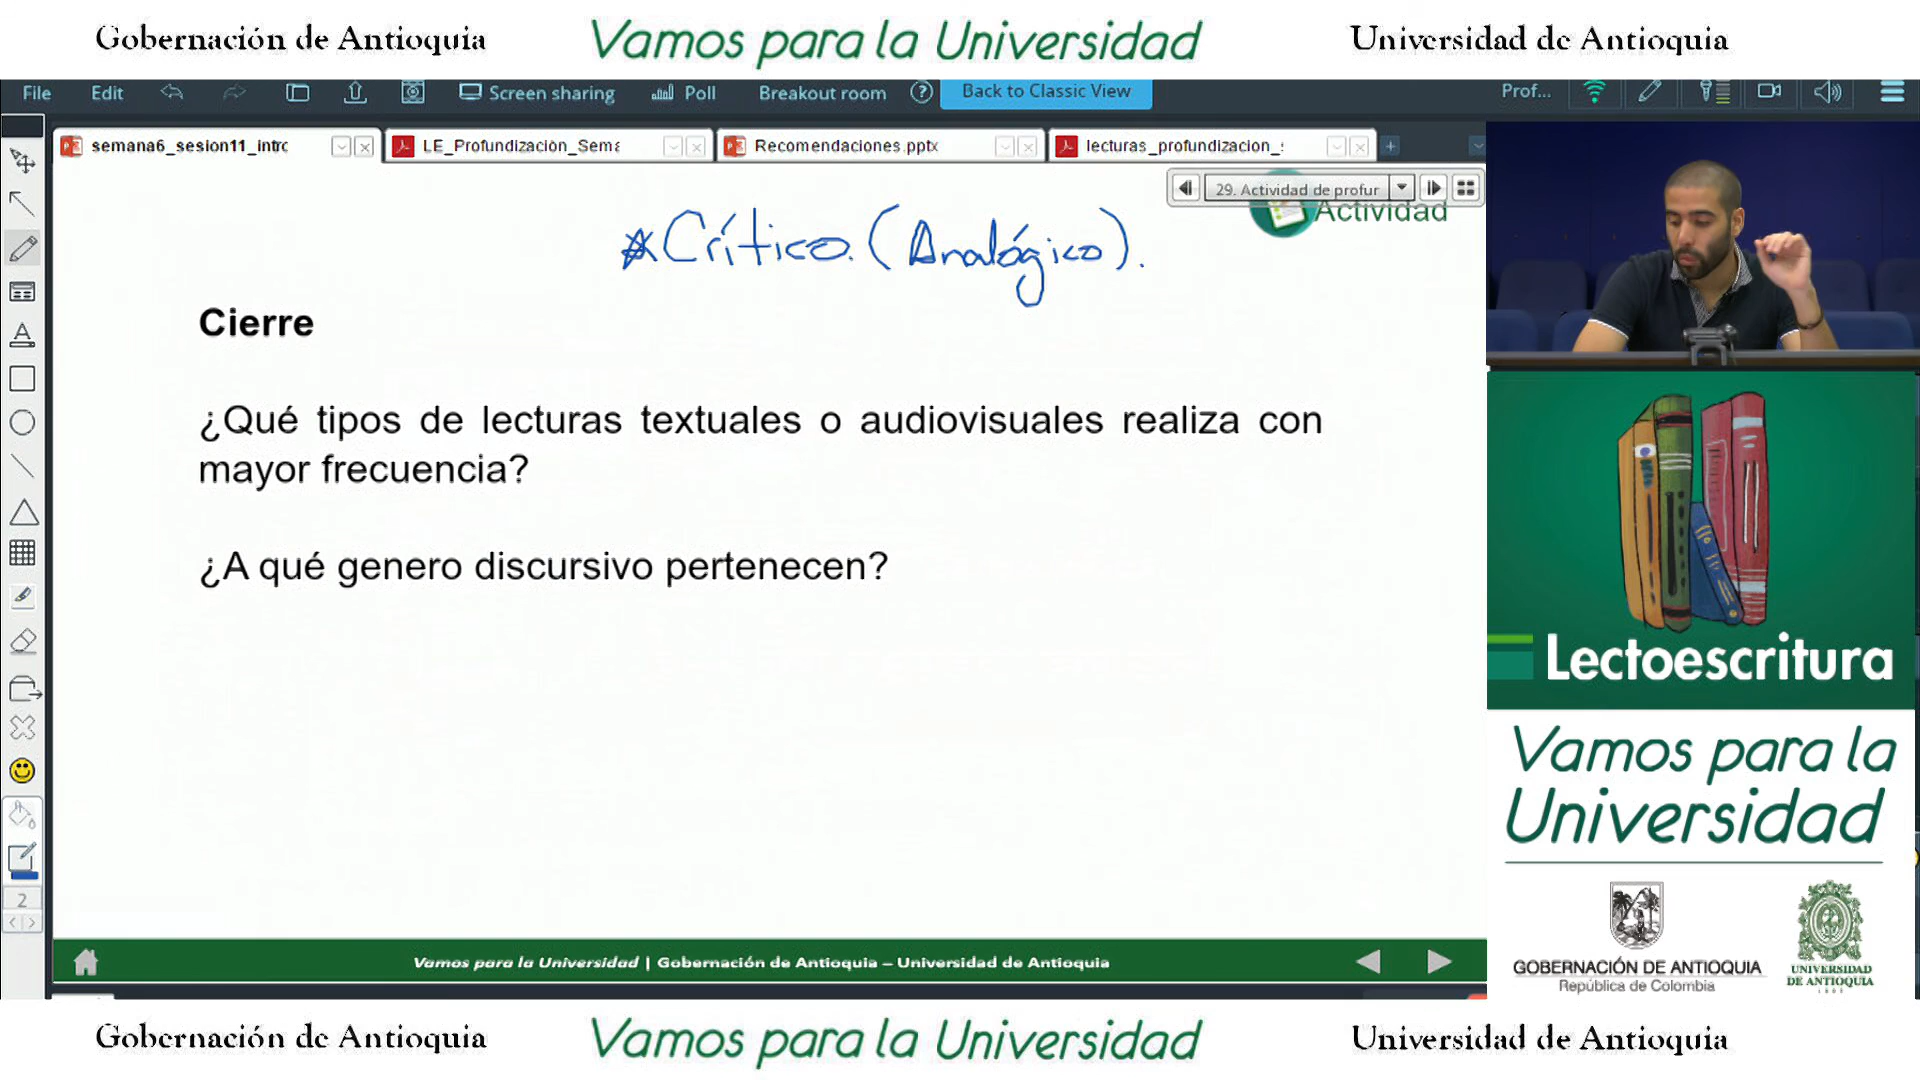 Gobernación de Antioquia
Vamos para la Universidad
Universidad de Antioquia
File Edit Screen sharing Poll Breakout room ? Back to Classic View Prof...
semana6_sesion11_intrc
LE_Profundización_Sema
Recomendaciones.pptx
lecturas_profundizacion_s
29. Actividad de profur
Actividad
*Crítico. (Analógico).
Cierre
¿Qué tipos de lecturas textuales o audiovisuales realiza con
mayor frecuencia?
¿A qué genero discursivo pertenecen?
2
Vamos para la Universidad | Gobernación de Antioquia – Universidad de Antioquia
Lectoescritura
Vamos para la
Universidad
GOBERNACIÓN DE ANTIOQUIA
República de Colombia
UNIVERSIDAD
DE ANTIOQUIA
1803
Gobernación de Antioquia
Vamos para la Universidad
Universidad de Antioquia